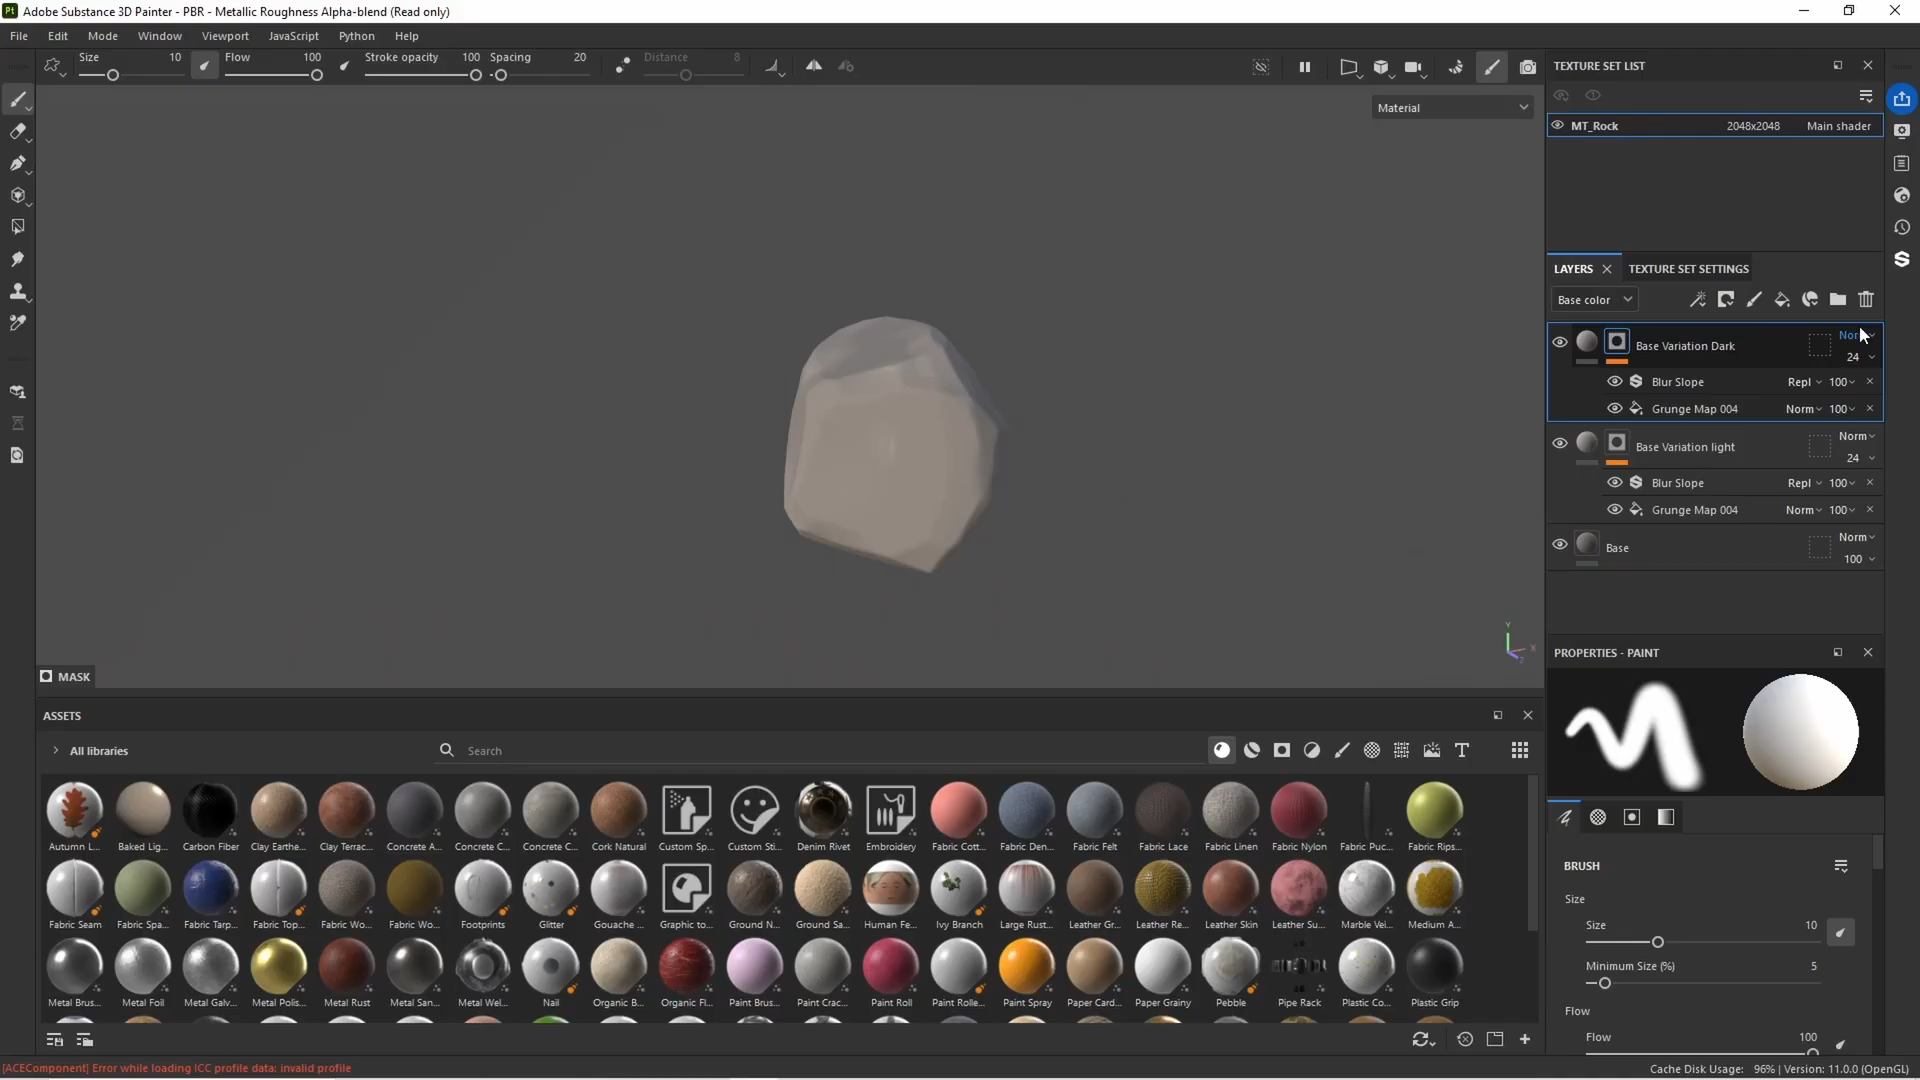 Pt Adobe Substance 3D Painter - PBR - Metallic Roughness Alpha-blend (Read only)
File Edit Mode Window Viewport JavaScript Python Help
Size 10 Flow 100 Stroke opacity 100 Spacing 20 Distance 8
Material
TEXTURE SET LIST
MT_Rock 2048x2048 Main shader
LAYERS TEXTURE SET SETTINGS
Base color
Base Variation Dark 24
Blur Slope Repl 100
Grunge Map 004 Norm 100
Base Variation light Norm 24
Blur Slope Repl 100
Grunge Map 004 Norm 100
Base Norm 100
Y
X
Z
MASK
PROPERTIES - PAINT
ASSETS
All libraries Search
Autumn L... Baked Lig... Carbon Fiber Clay Earthe... Clay Terrac... Concrete A... Concrete C... Concrete C... Cork Natural Custom Sp... Custom Sti... Denim Rivet Embroidery Fabric Cott... Fabric Den... Fabric Felt Fabric Lace Fabric Linen Fabric Nylon Fabric Puc... Fabric Rips...
Fabric Seam Fabric Spa... Fabric Tarp... Fabric Top... Fabric Wo... Fabric Wo... Footprints Glitter Gouache ... Graphic to... Ground N... Ground Sa... Human Fe... Ivy Branch Large Rust... Leather Gr... Leather Re... Leather Skin Leather Su... Marble Vei... Medium A...
Metal Brus... Metal Foil Metal Galv... Metal Polis... Metal Rust Metal San... Metal Wel... Nail Organic B... Organic Fl... Paint Brus... Paint Crac... Paint Roll Paint Rolle... Paint Spray Paper Card... Paper Grainy Pebble Pipe Rack Plastic Co... Plastic Grip
BRUSH
Size
Size 10
Minimum Size (%) 5
Flow
Flow 100
[ACEComponent] Error while loading ICC profile data: invalid profile
Cache Disk Usage: 96% | Version: 11.0.0 (OpenGL)